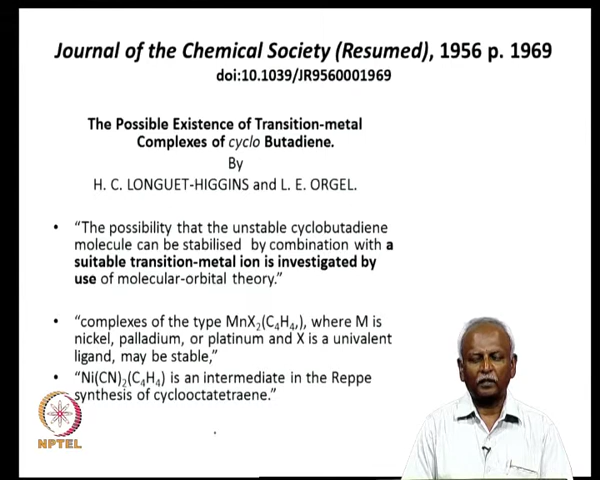 Journal of the Chemical Society (Resumed), 1956 p. 1969
doi:10.1039/JR9560001969
The Possible Existence of Transition-metal
Complexes of cyclo Butadiene.
By
H. C. LONGUET-HIGGINS and L. E. ORGEL.
• “The possibility that the unstable cyclobutadiene
molecule can be stabilised by combination with a
suitable transition-metal ion is investigated by
use of molecular-orbital theory.”
• “complexes of the type MnX₂(C₄H₄,), where M is
nickel, palladium, or platinum and X is a univalent
ligand, may be stable,”
• “Ni(CN)₂(C₄H₄) is an intermediate in the Reppe
synthesis of cyclooctatetraene.”
NPTEL